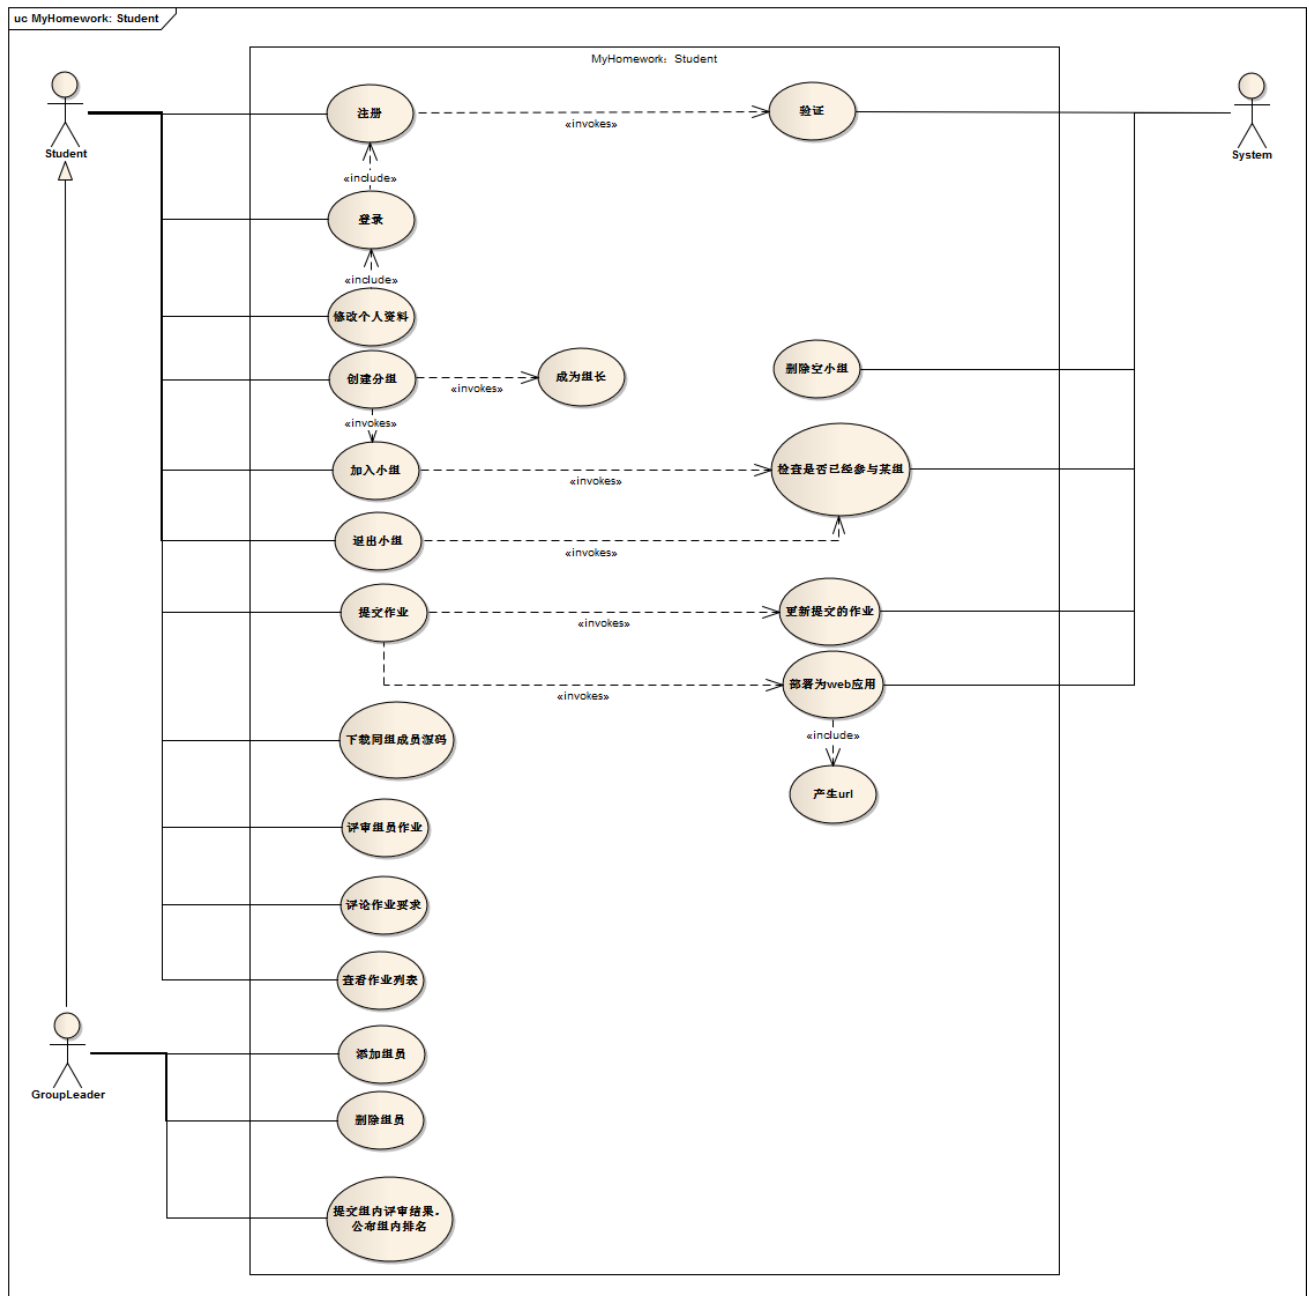 uc MyHomework: Student
MyHomework: Student
注册
«invokes»
验证
Student
System
«include»
登录
«include»
修改个人资料
创建分组
«invokes»
成为组长
删除空小组
«invokes»
加入小组
«invokes»
检查是否已经参与某组
退出小组
«invokes»
提交作业
«invokes»
更新提交的作业
«invokes»
部署为web应用
«include»
下载同组成员源码
产生url
评审组员作业
评论作业要求
查看作业列表
添加组员
GroupLeader
删除组员
提交组内评审结果，
公布组内排名